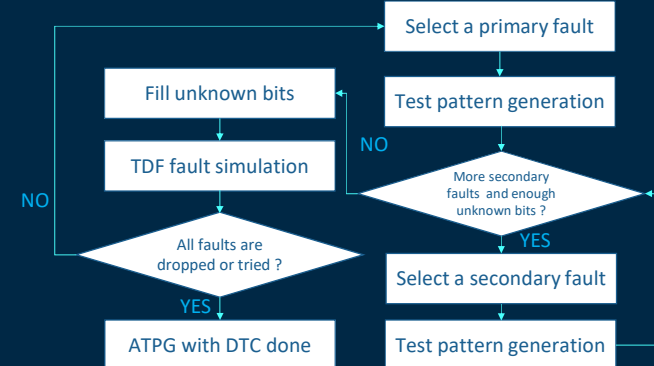 Select a primary fault
Test pattern generation
More secondary
faults and enough
unknown bits ?
NO
YES
Select a secondary fault
Test pattern generation
Fill unknown bits
TDF fault simulation
All faults are
dropped or tried ?
NO
YES
ATPG with DTC done